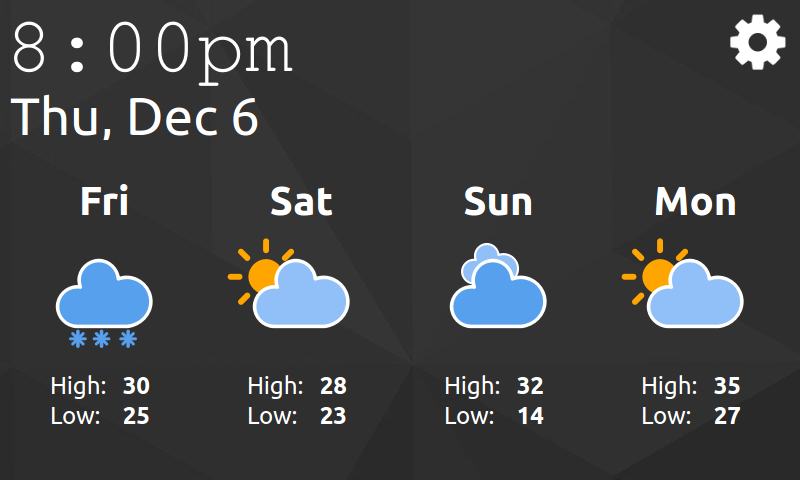 8:00pm
Thu, Dec 6
Fri Sat Sun Mon
High: 30 High: 28 High: 32 High: 35
Low: 25 Low: 23 Low: 14 Low: 27